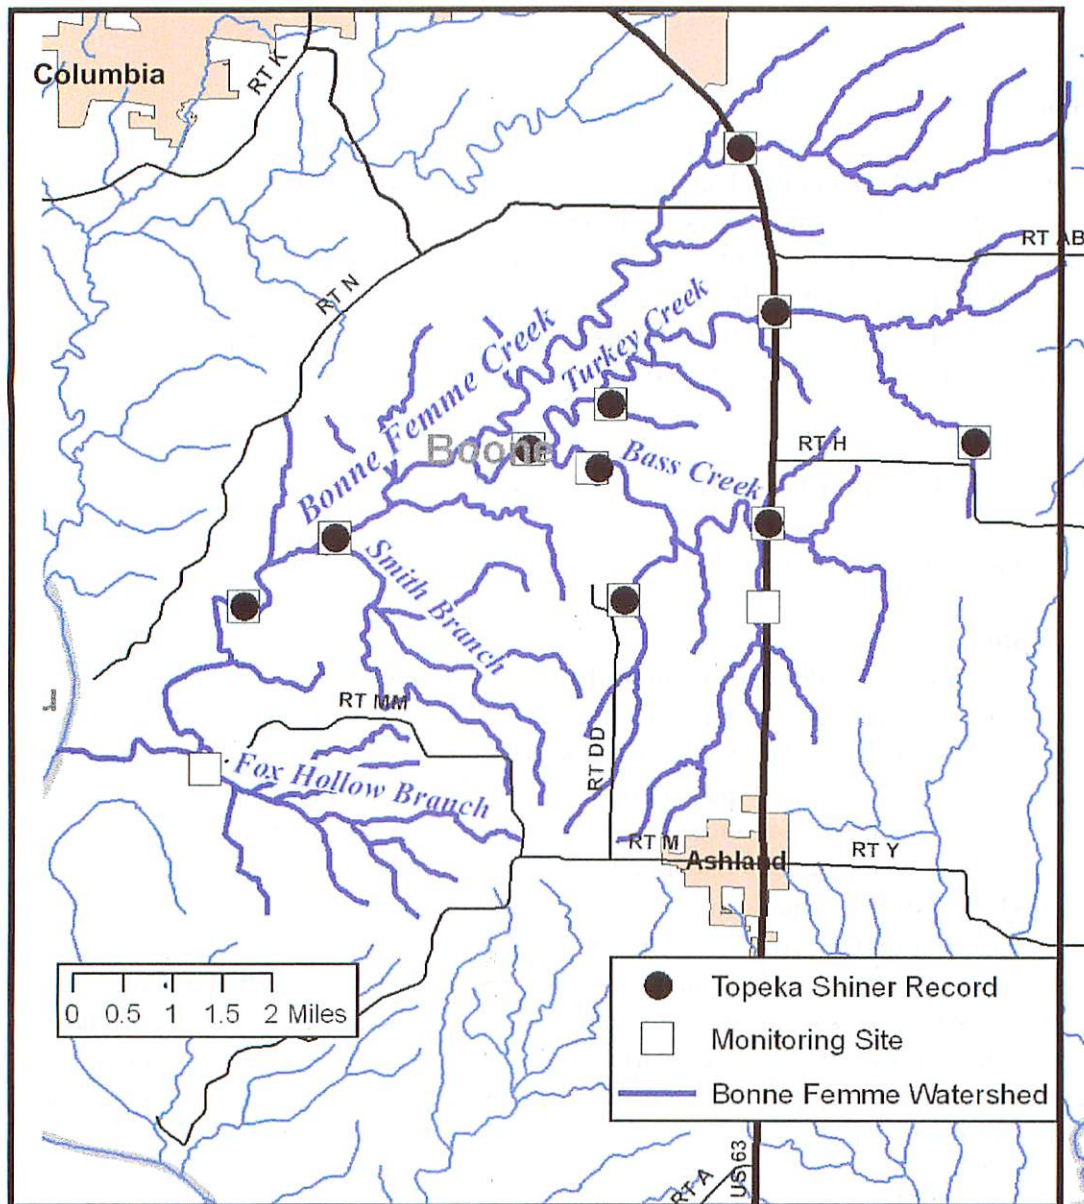 Columbia
RT K
RT AB
RT N
Bonne Femme Creek
Turkey Creek
Boone
Bass Creek
RT H
Smith Branch
RT MM
Fox Hollow Branch
RT DD
RT M
Ashland
RT Y
0 0.5 1 1.5 2 Miles
Topeka Shiner Record
Monitoring Site
Bonne Femme Watershed
RT A
US 63